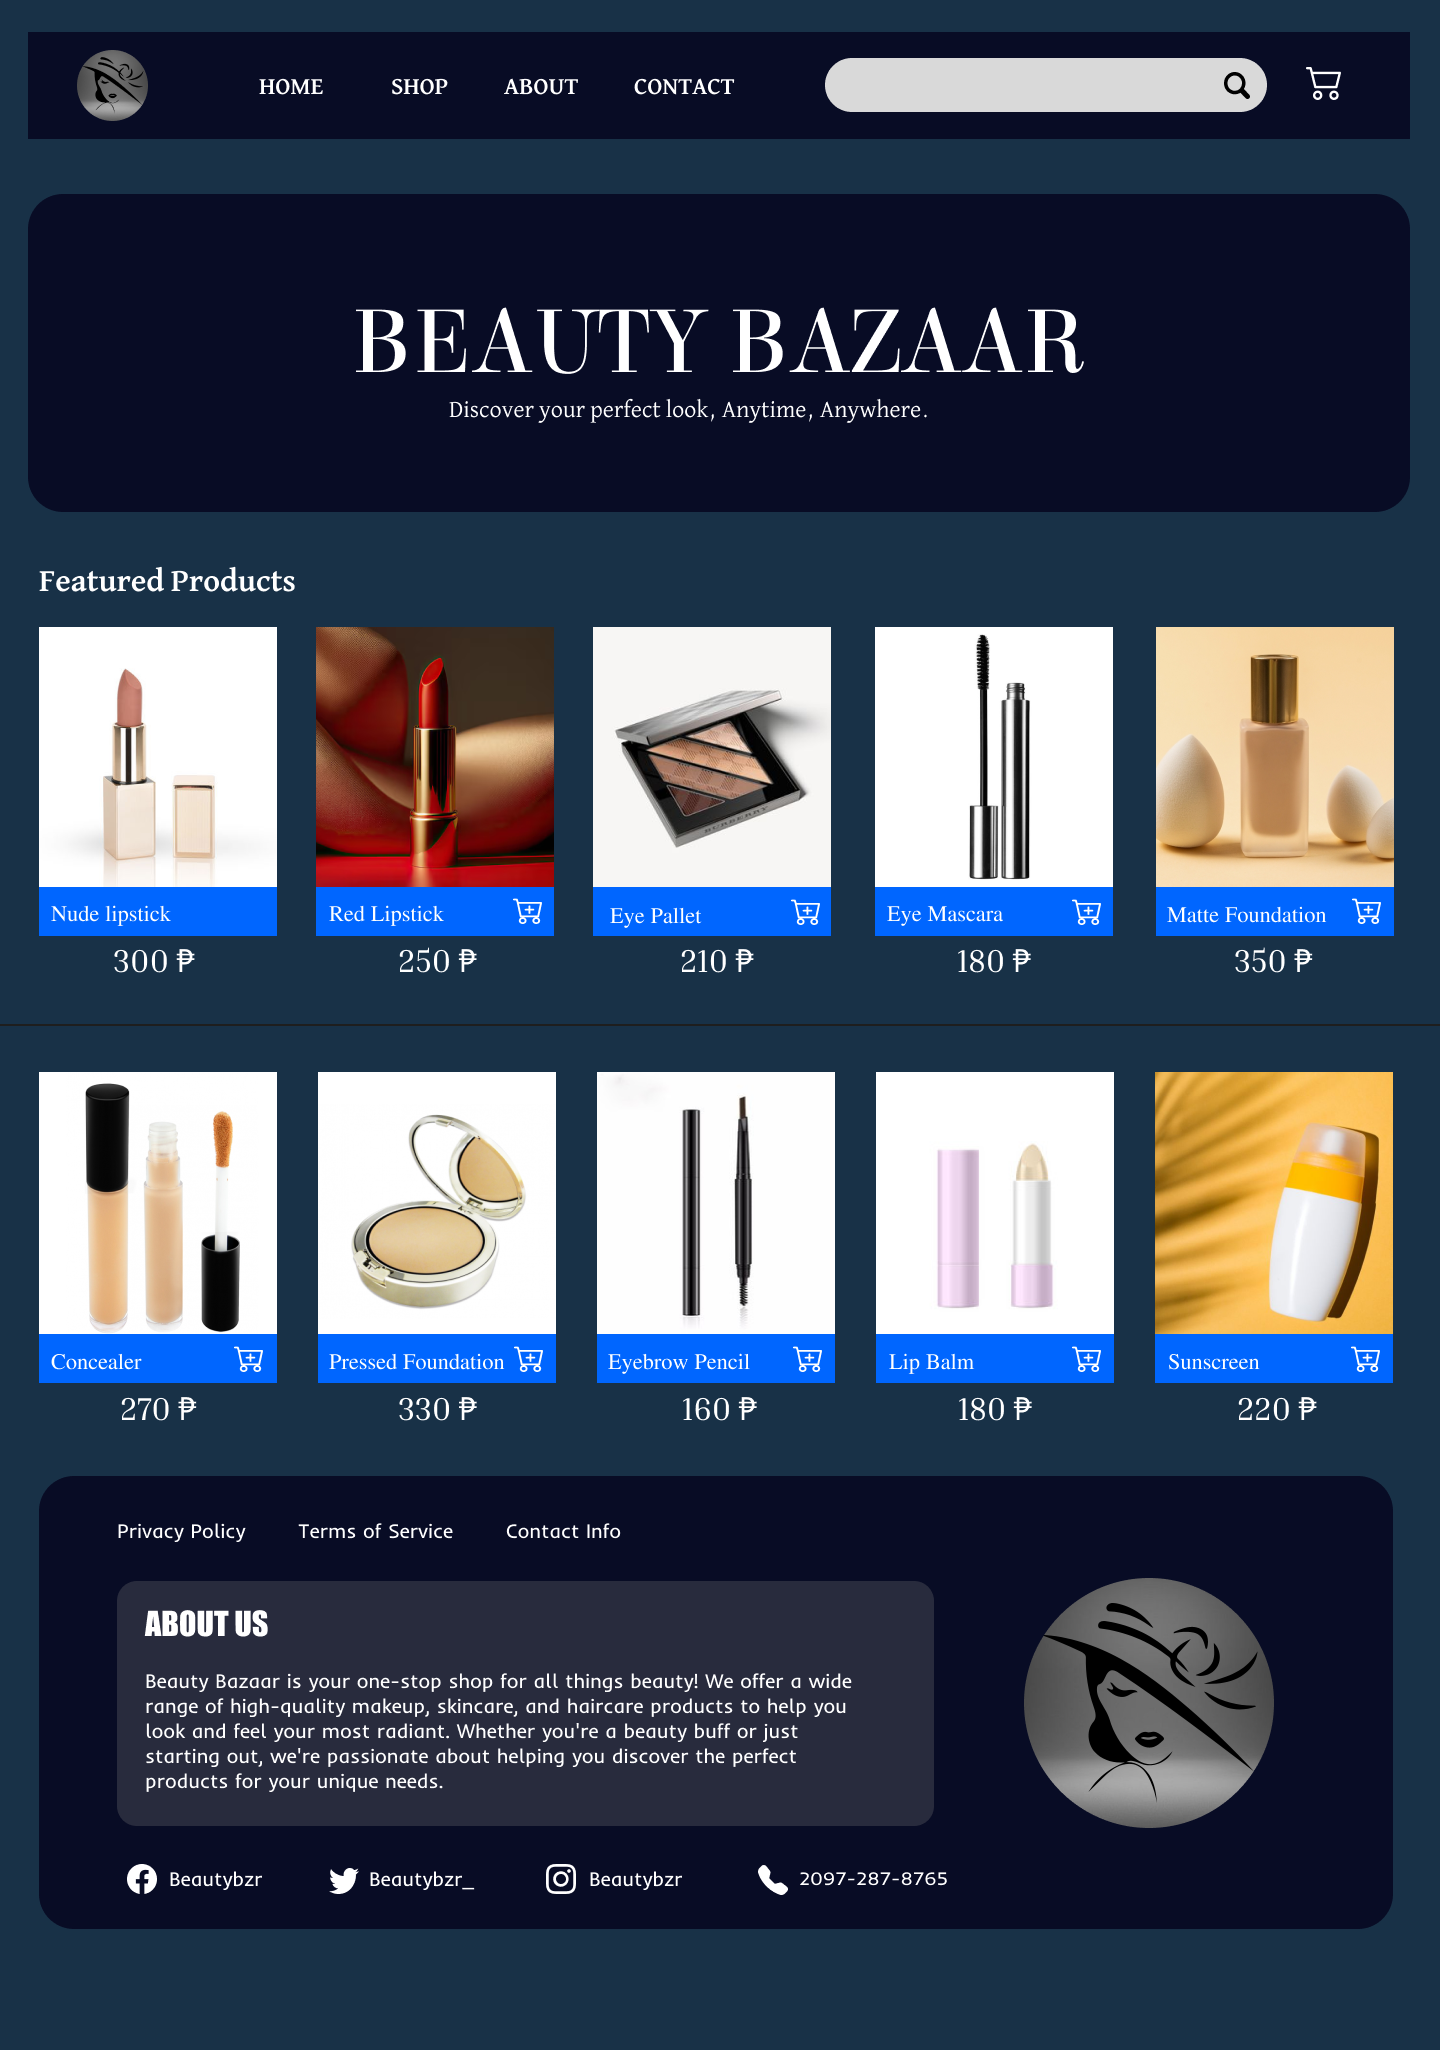 HOME SHOP ABOUT CONTACT
BEAUTY BAZAAR
Discover your perfect look, Anytime, Anywhere.
Featured Products
BURBERRY
Nude lipstick
Red Lipstick
Eye Pallet
Eye Mascara
Matte Foundation
300 ₱
250 ₱
210 ₱
180 ₱
350 ₱
Concealer
Pressed Foundation
Eyebrow Pencil
Lip Balm
Sunscreen
270 ₱
330 ₱
160 ₱
180 ₱
220 ₱
Privacy Policy Terms of Service Contact Info
ABOUT US
Beauty Bazaar is your one-stop shop for all things beauty! We offer a wide
range of high-quality makeup, skincare, and haircare products to help you
look and feel your most radiant. Whether you're a beauty buff or just
starting out, we're passionate about helping you discover the perfect
products for your unique needs.
Beautybzr
Beautybzr_
Beautybzr
2097-287-8765